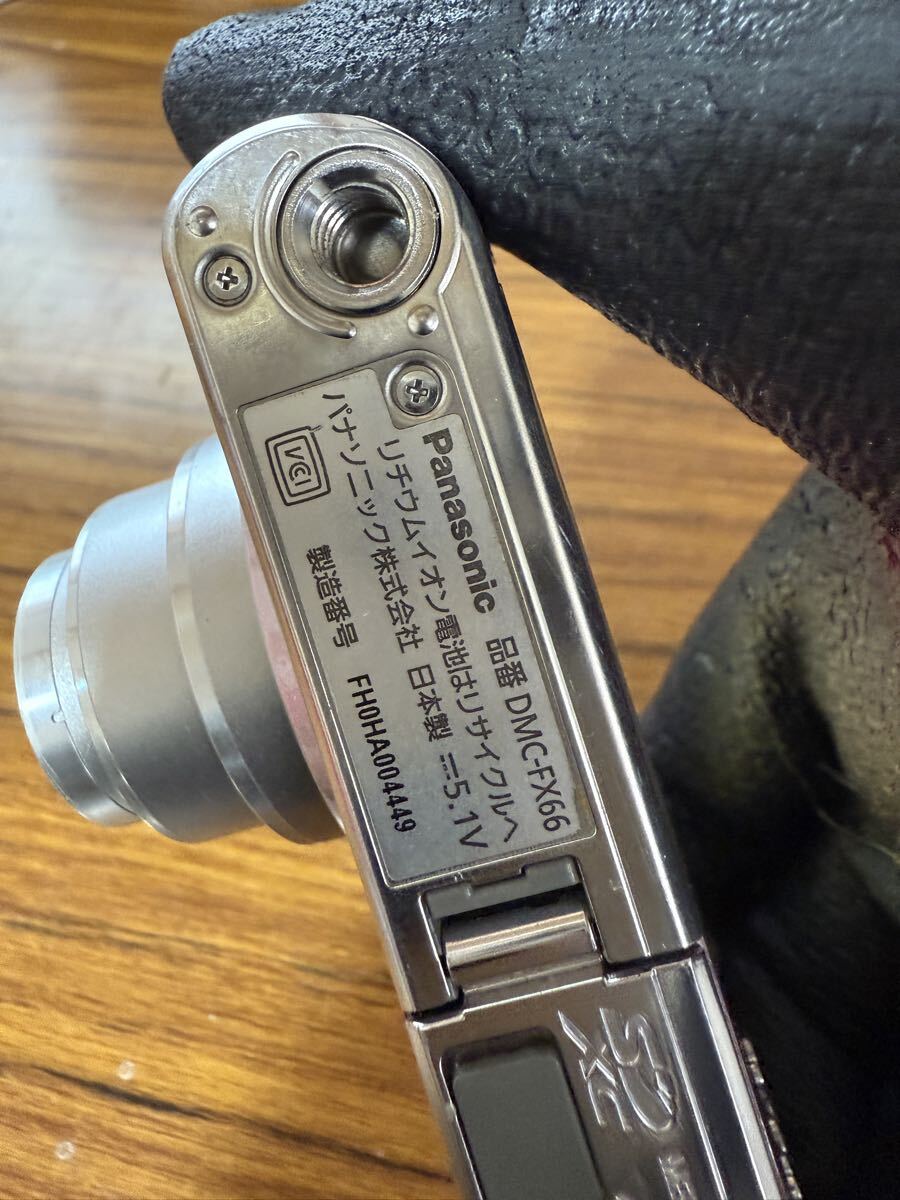 Panasonic 品番 DMC-FX66
リチウムイオン電池はリサイクルへ
パナソニック株式会社 日本製 ⎓5.1V
VCI
製造番号 FH0HA004449
SD
XC